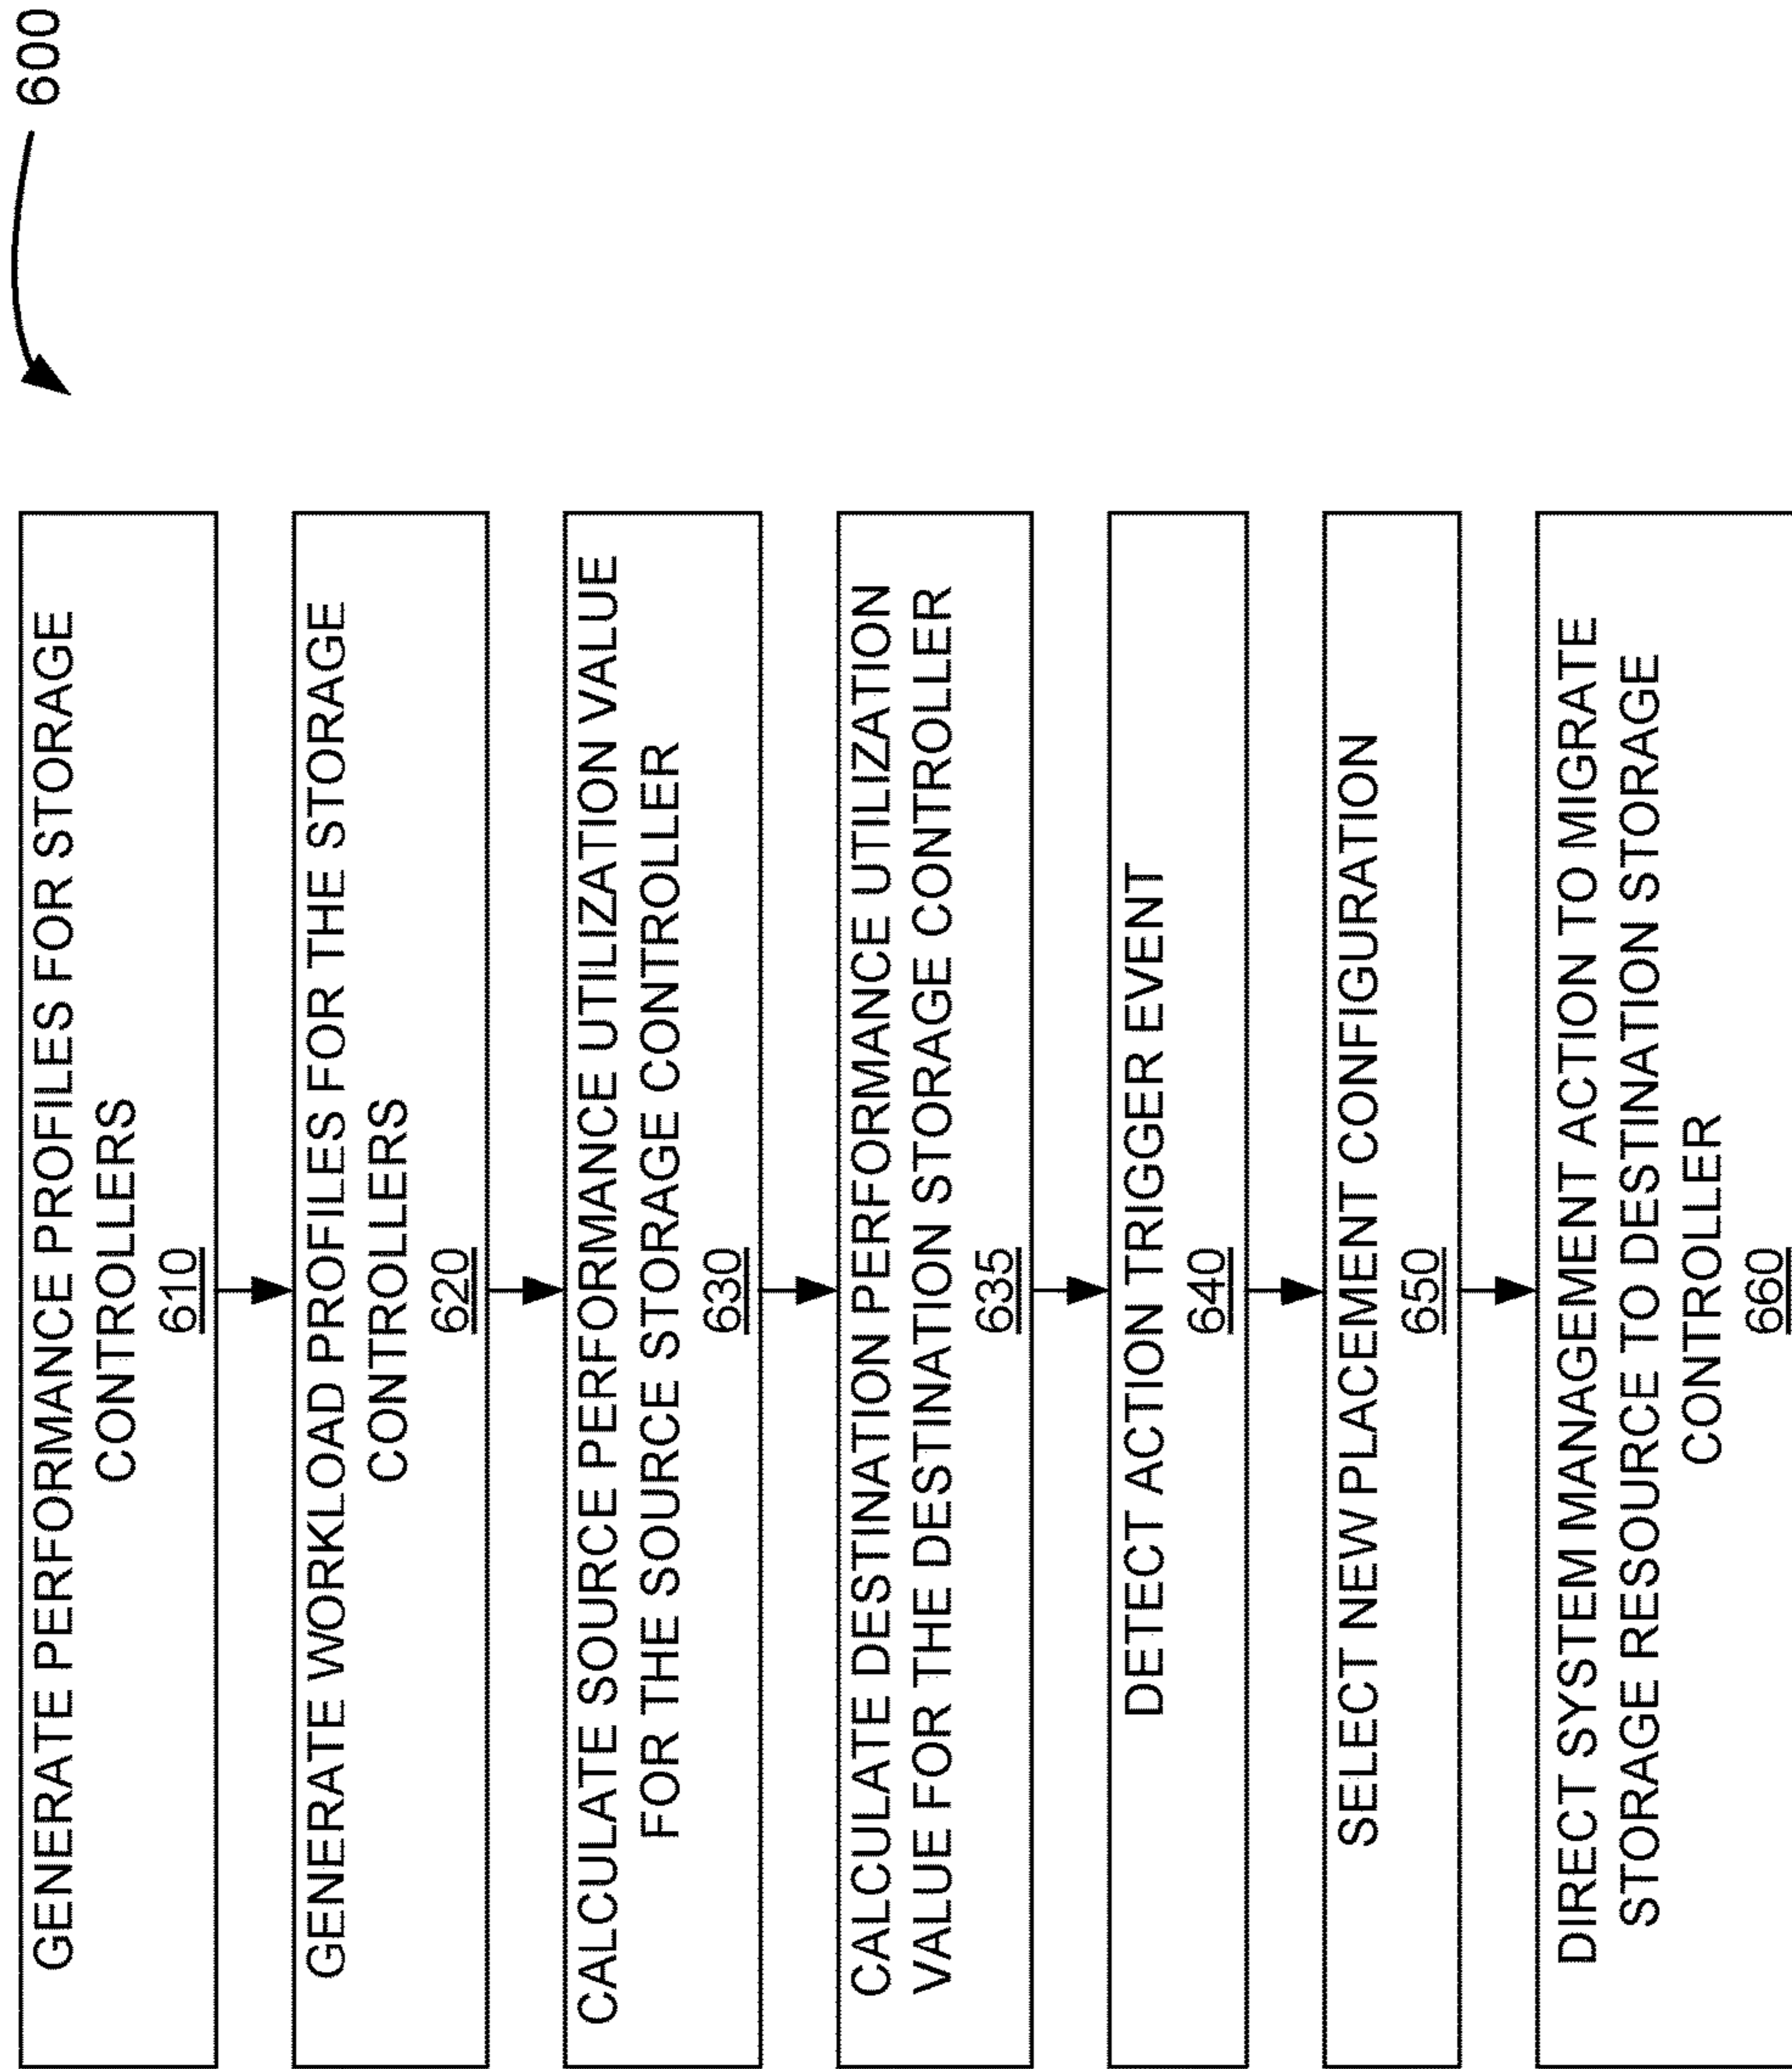 600
GENERATE PERFORMANCE PROFILES FOR STORAGE
CONTROLLERS
610
GENERATE WORKLOAD PROFILES FOR THE STORAGE
CONTROLLERS
620
CALCULATE SOURCE PERFORMANCE UTILIZATION VALUE
FOR THE SOURCE STORAGE CONTROLLER
630
CALCULATE DESTINATION PERFORMANCE UTILIZATION
VALUE FOR THE DESTINATION STORAGE CONTROLLER
635
DETECT ACTION TRIGGER EVENT
640
SELECT NEW PLACEMENT CONFIGURATION
650
DIRECT SYSTEM MANAGEMENT ACTION TO MIGRATE
STORAGE RESOURCE TO DESTINATION STORAGE
CONTROLLER
660